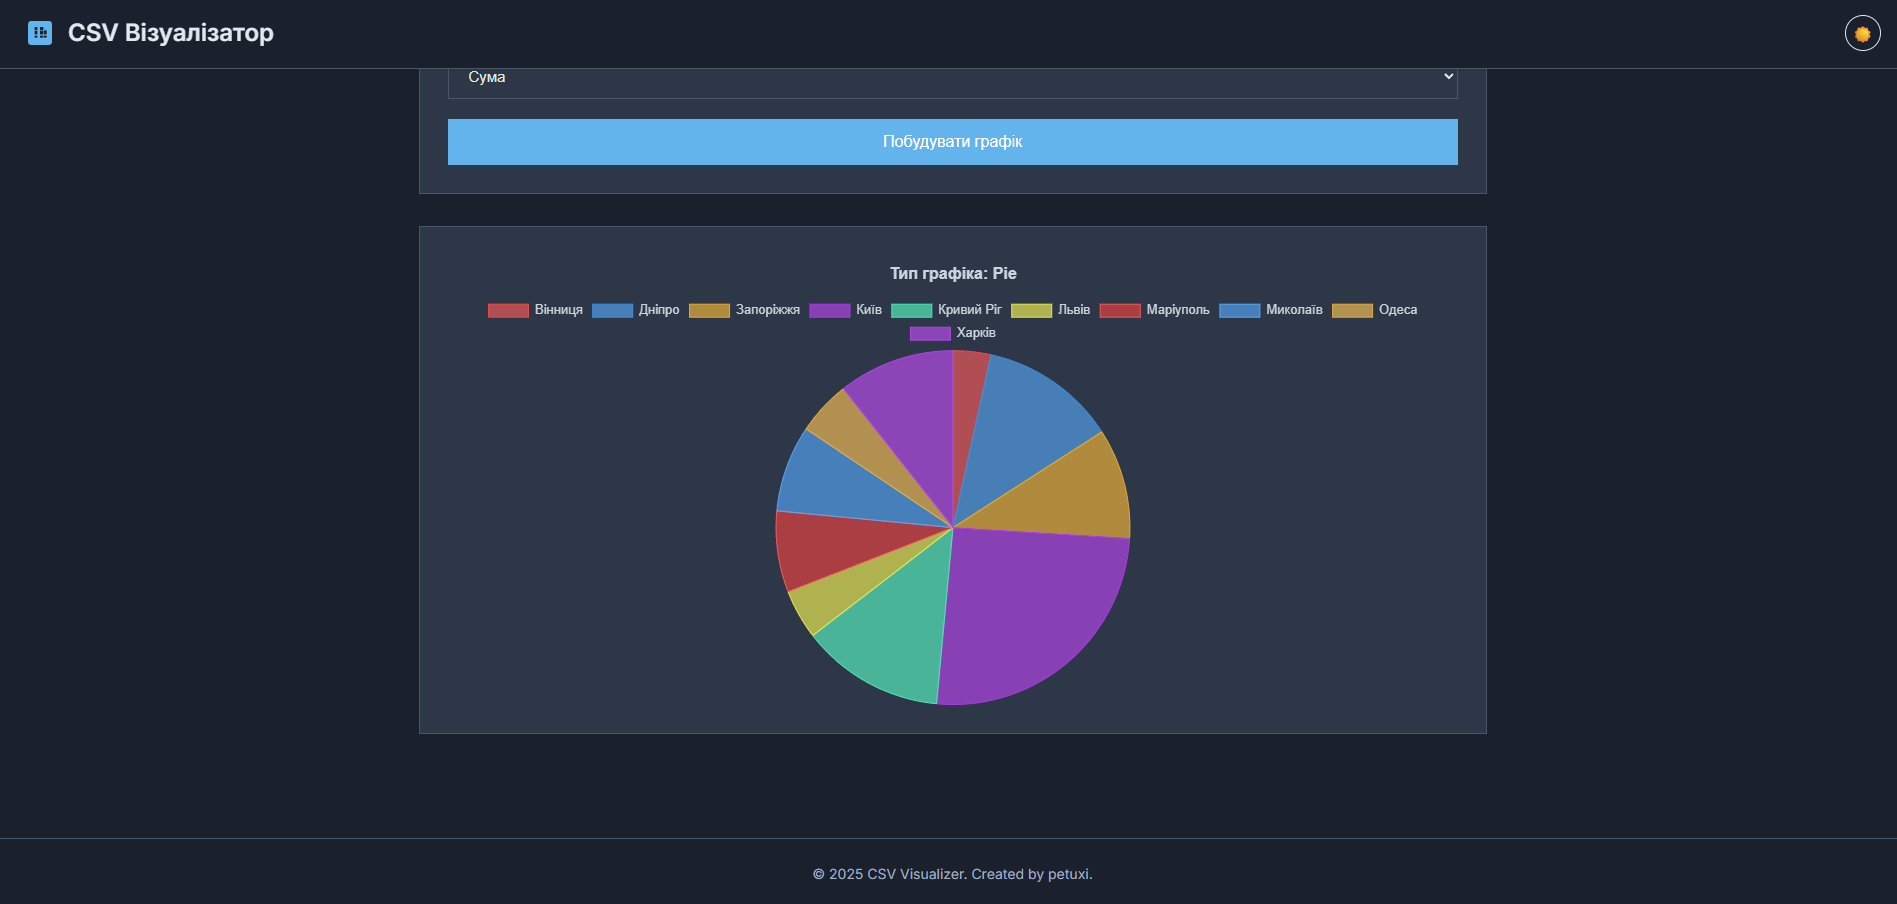 CSV Візуалізатор
Сума
Побудувати графік
Тип графіка: Pie
Вінниця Дніпро Запоріжжя Київ Кривий Ріг Львів Маріуполь Миколаїв Одеса
Харків
© 2025 CSV Visualizer. Created by petuxi.